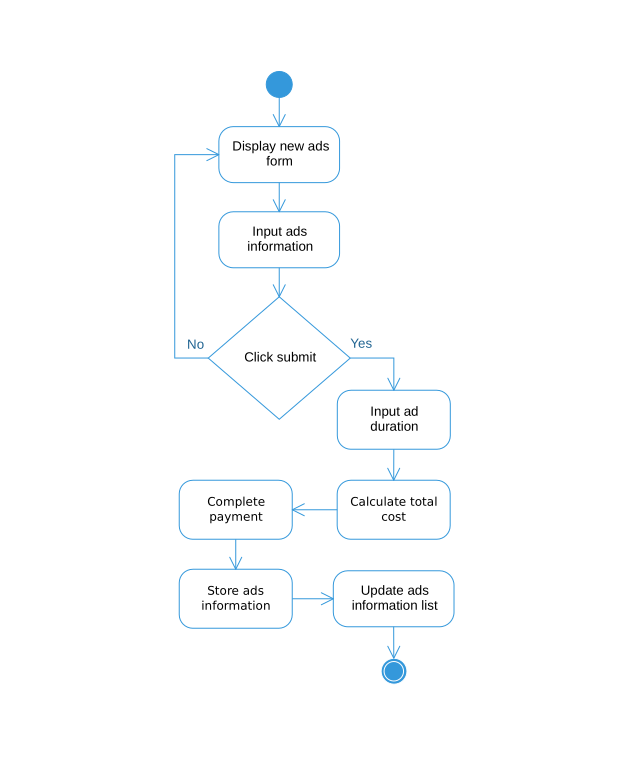 Display new ads
form
Input ads
information
Click submit
No
Yes
Input ad
duration
Calculate total
cost
Complete
payment
Store ads
information
Update ads
information list